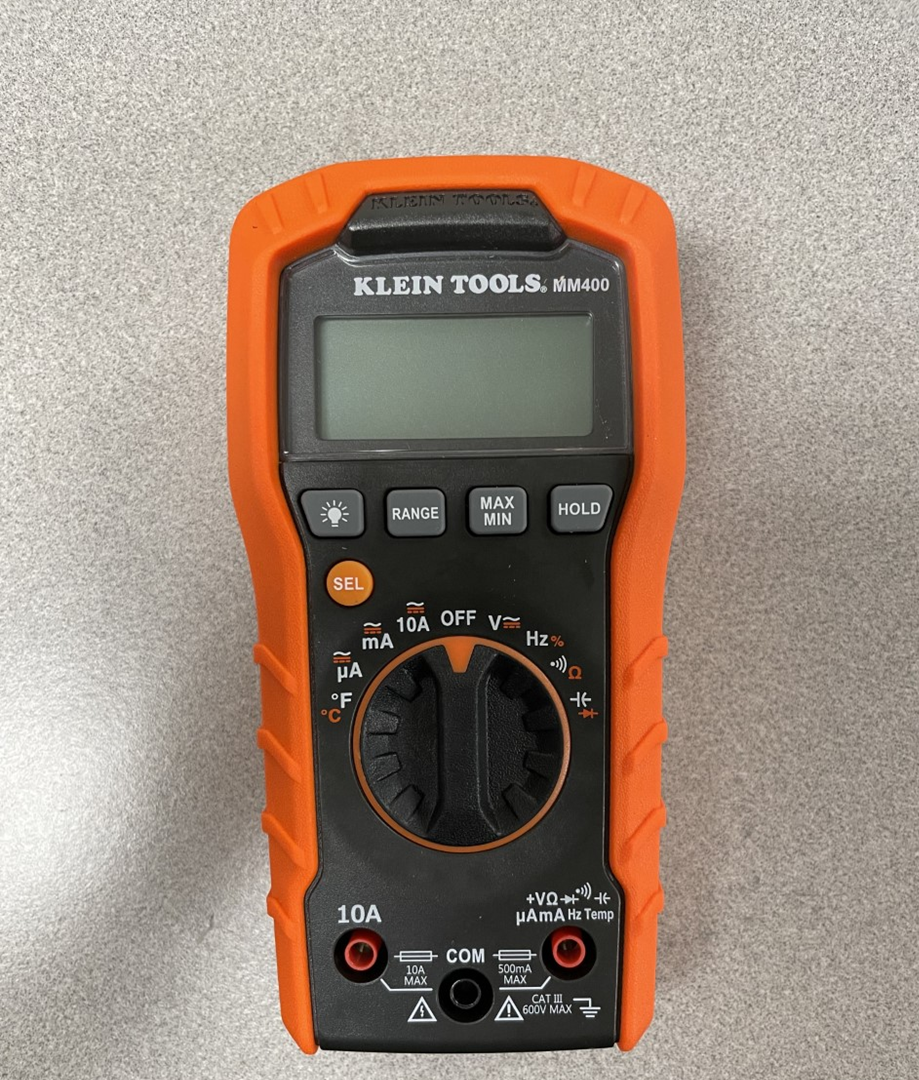 KLEIN TOOLS®
KLEIN TOOLS® MM400
RANGE
MAX
MIN
HOLD
SEL
OFF
10A
mA
µA
°F
°C
V
Hz %
Ω
10A
+VΩ
µAmA Hz Temp
COM
10A
MAX
500mA
MAX
CAT III
600V MAX